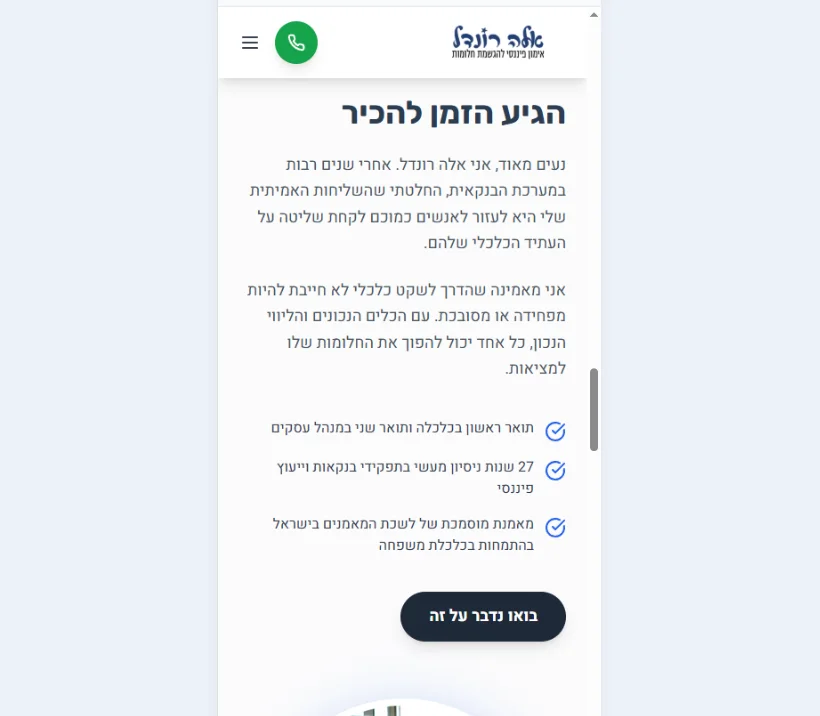 אלה רונדל
אימון פיננסי להגשמת חלומות
הגיע הזמן להכיר
נעים מאוד, אני אלה רונדל. אחרי שנים רבות
במערכת הבנקאית, החלטתי שהשליחות האמיתית
שלי היא לעזור לאנשים כמוכם לקחת שליטה על
העתיד הכלכלי שלהם.
אני מאמינה שהדרך לשקט כלכלי לא חייבת להיות
מפחידה או מסובכת. עם הכלים הנכונים והליווי
הנכון, כל אחד יכול להפוך את החלומות שלו
למציאות.
תואר ראשון בכלכלה ותואר שני במנהל עסקים
27 שנות ניסיון מעשי בתפקידי בנקאות וייעוץ
פיננסי
מאמנת מוסמכת של לשכת המאמנים בישראל
בהתמחות בכלכלת משפחה
בואו נדבר על זה